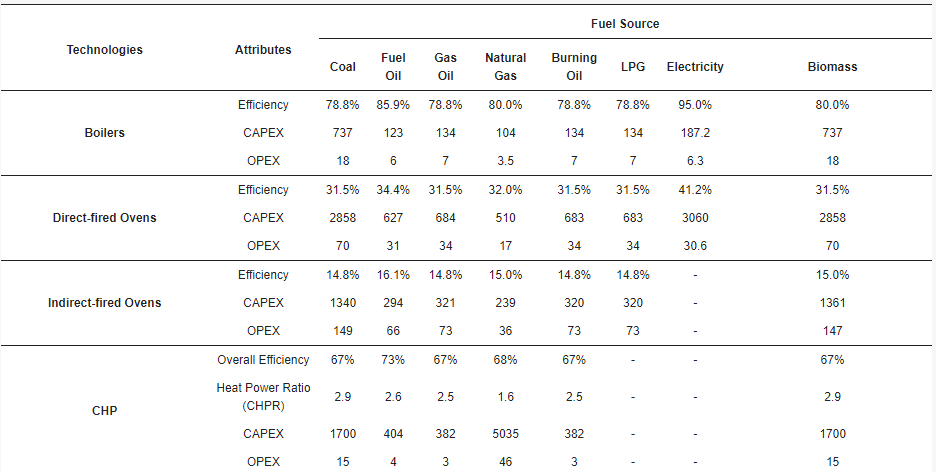 Technologies Attributes Fuel Source
Coal Fuel Oil Gas Oil Natural Gas Burning Oil LPG Electricity Biomass
Boilers
Efficiency 78.8% 85.9% 78.8% 80.0% 78.8% 78.8% 95.0% 80.0%
CAPEX 737 123 134 104 134 134 187.2 737
OPEX 18 6 7 3.5 7 7 6.3 18
Direct-fired Ovens
Efficiency 31.5% 34.4% 31.5% 32.0% 31.5% 31.5% 41.2% 31.5%
CAPEX 2858 627 684 510 683 683 3060 2858
OPEX 70 31 34 17 34 34 30.6 70
Indirect-fired Ovens
Efficiency 14.8% 16.1% 14.8% 15.0% 14.8% 14.8% - 15.0%
CAPEX 1340 294 321 239 320 320 - 1361
OPEX 149 66 73 36 73 73 - 147
CHP
Overall Efficiency 67% 73% 67% 68% 67% - - 67%
Heat Power Ratio (CHPR) 2.9 2.6 2.5 1.6 2.5 - - 2.9
CAPEX 1700 404 382 5035 382 - - 1700
OPEX 15 4 3 46 3 - - 15